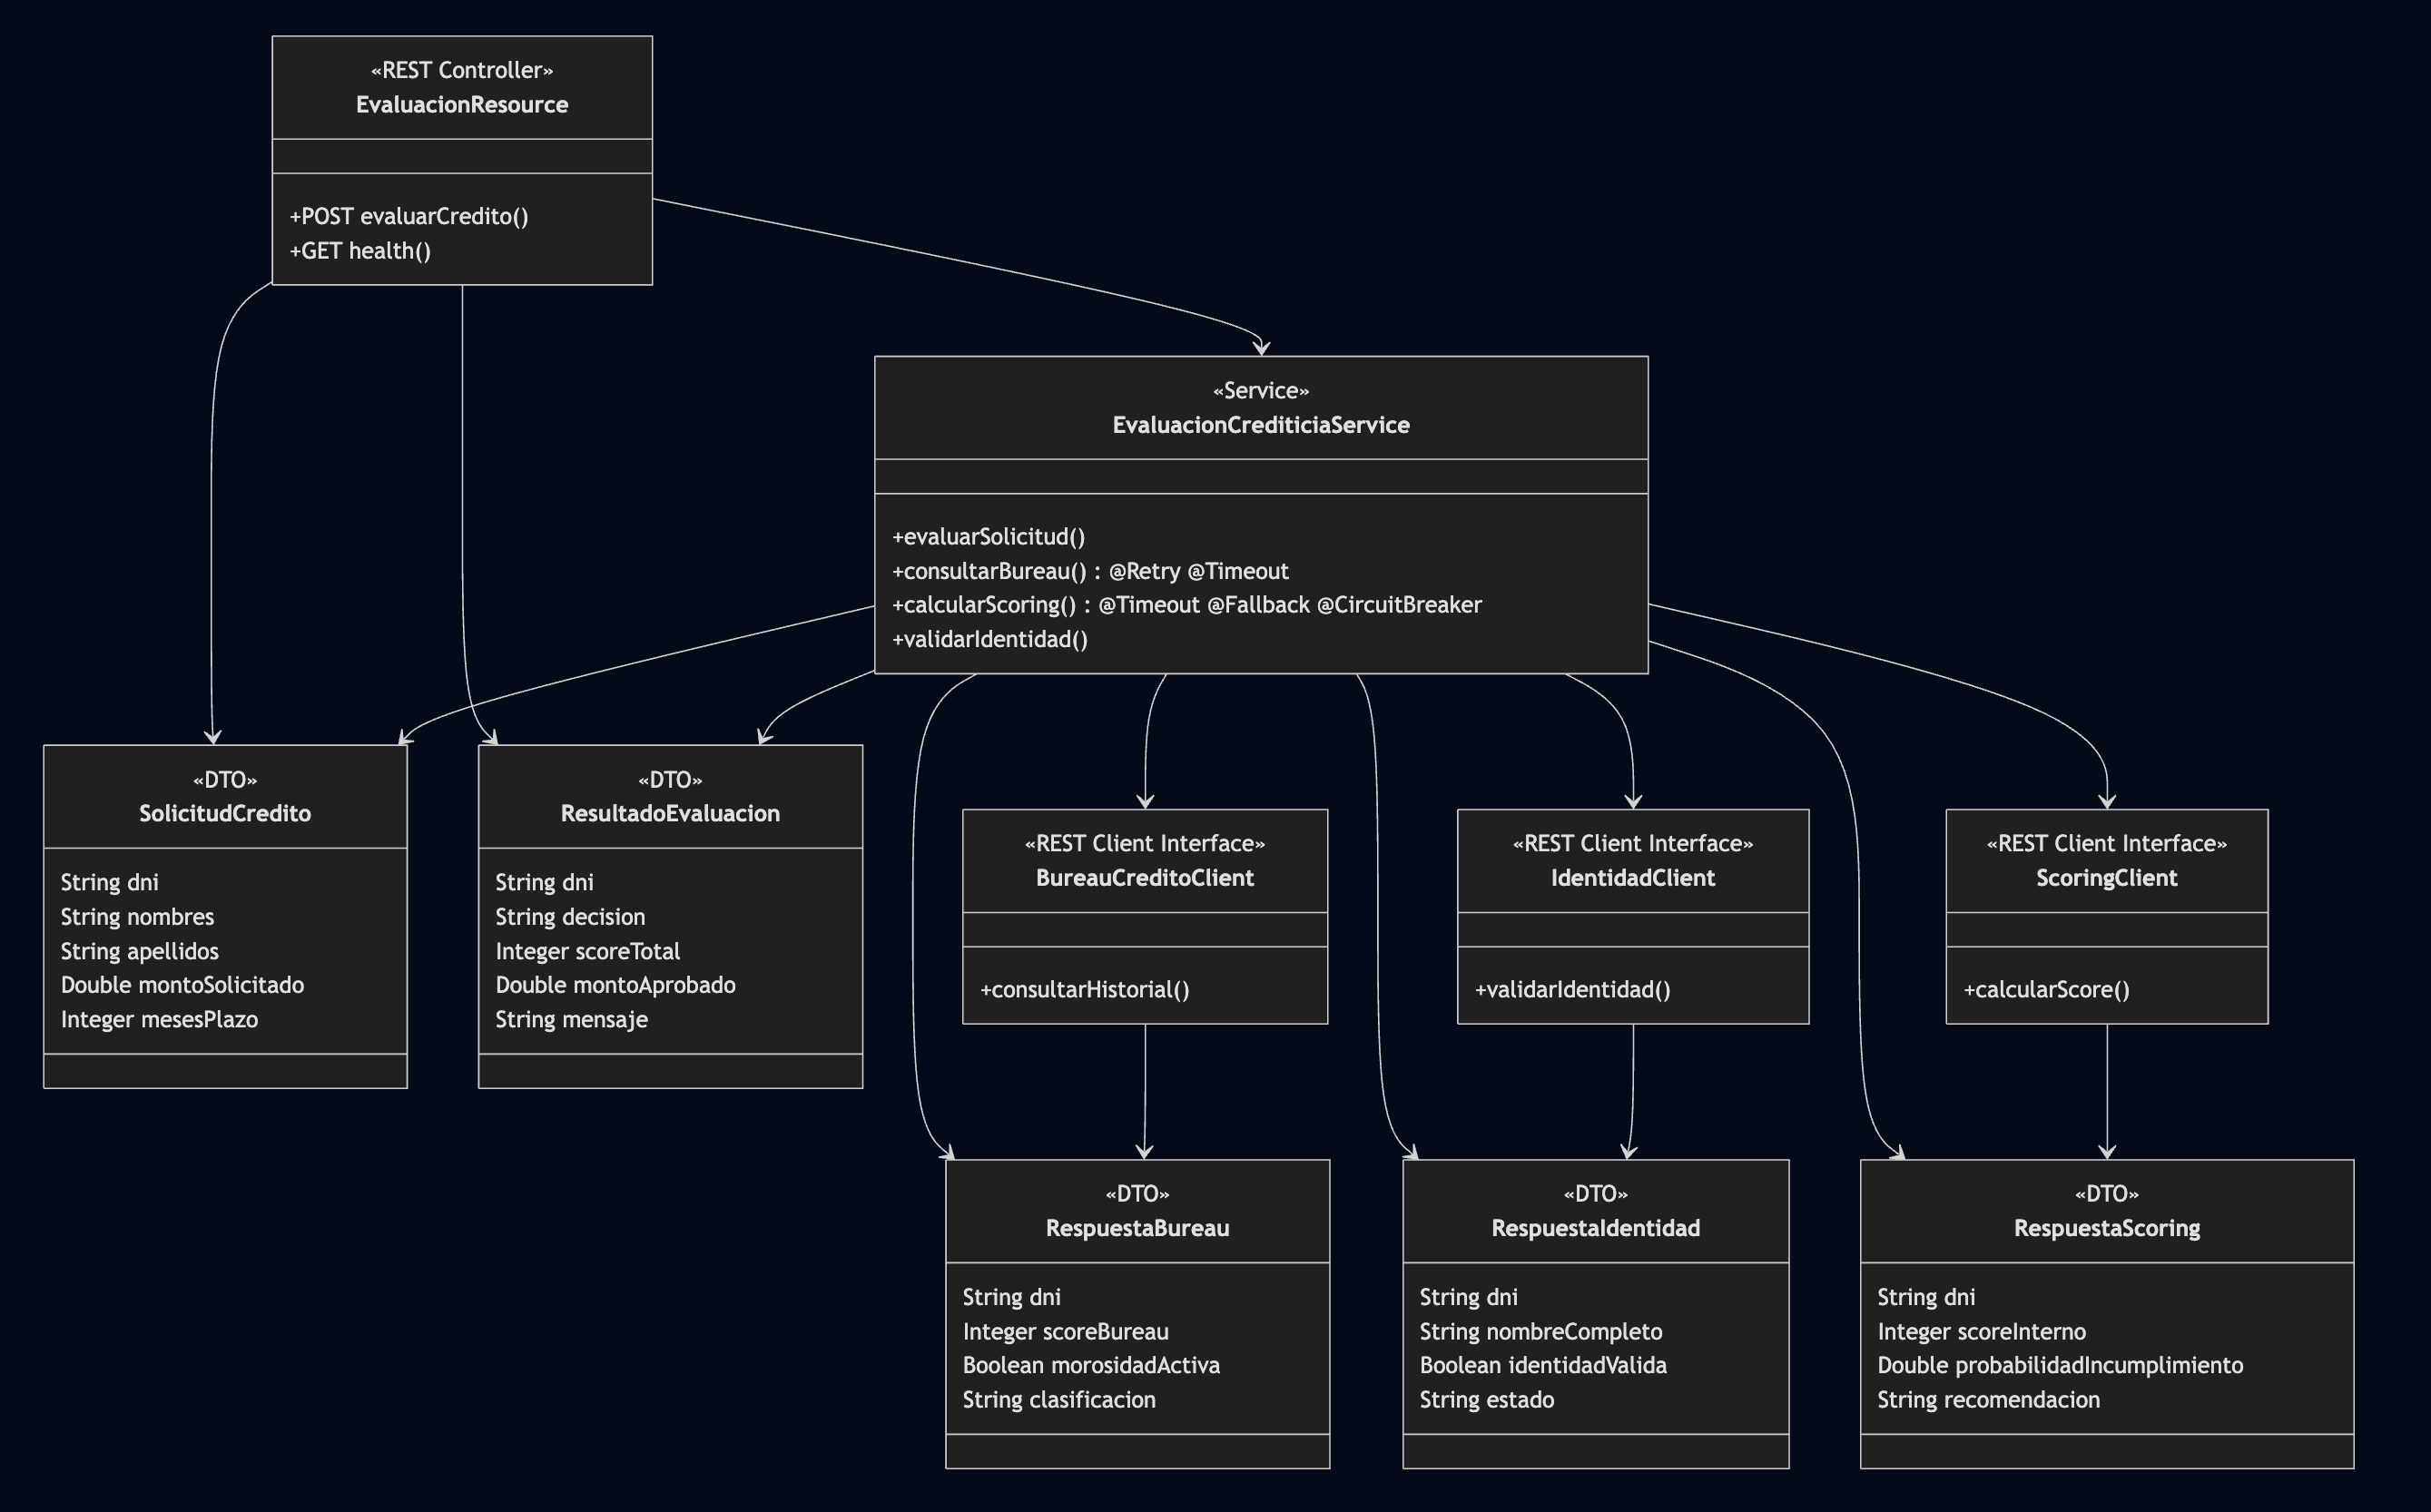 «REST Controller»
EvaluacionResource
+POST evaluarCredito()
+GET health()
«Service»
EvaluacionCrediticiaService
+evaluarSolicitud()
+consultarBureau() : @Retry @Timeout
+calcularScoring() : @Timeout @Fallback @CircuitBreaker
+validarIdentidad()
«DTO»
SolicitudCredito
String dni
String nombres
String apellidos
Double montoSolicitado
Integer mesesPlazo
«DTO»
ResultadoEvaluacion
String dni
String decision
Integer scoreTotal
Double montoAprobado
String mensaje
«REST Client Interface»
BureauCreditoClient
+consultarHistorial()
«REST Client Interface»
IdentidadClient
+validarIdentidad()
«REST Client Interface»
ScoringClient
+calcularScore()
«DTO»
RespuestaBureau
String dni
Integer scoreBureau
Boolean morosidadActiva
String clasificacion
«DTO»
RespuestaIdentidad
String dni
String nombreCompleto
Boolean identidadValida
String estado
«DTO»
RespuestaScoring
String dni
Integer scoreInterno
Double probabilidadIncumplimiento
String recomendacion